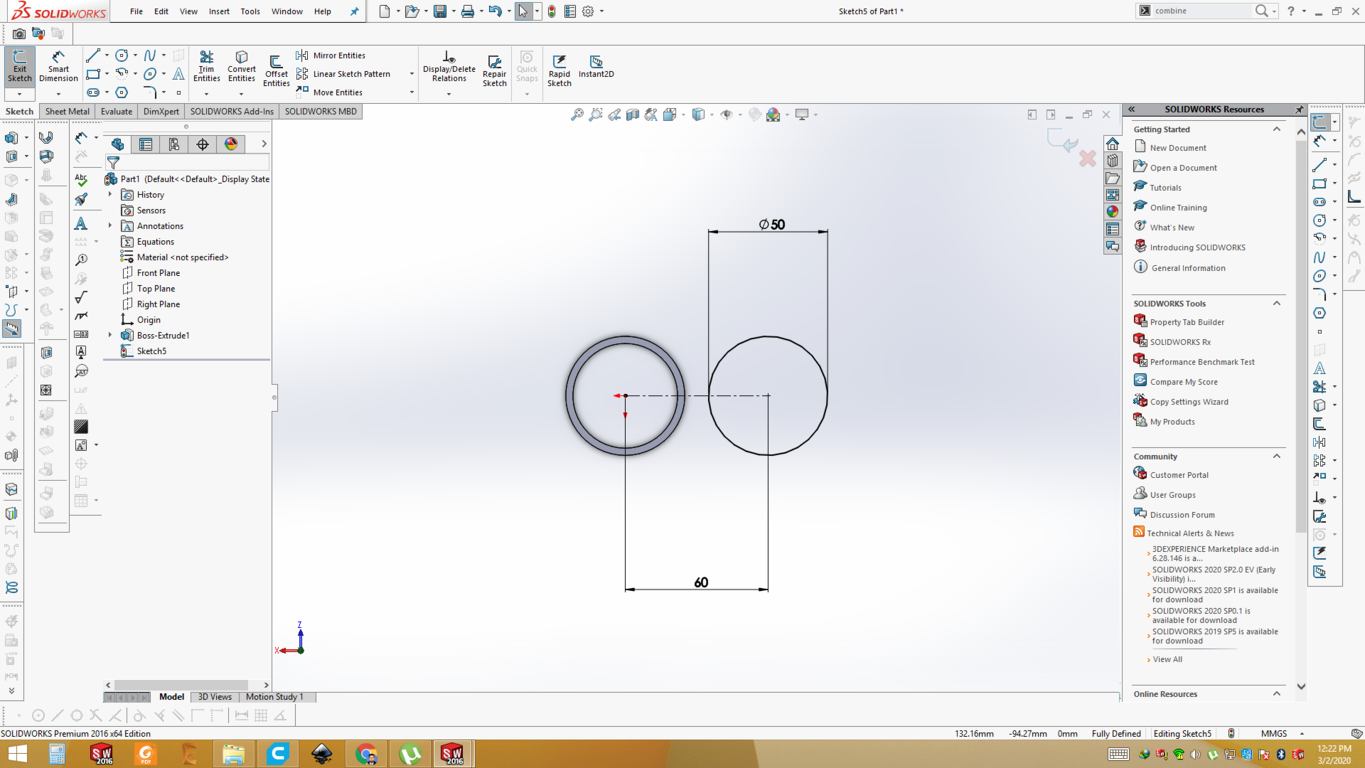 SOLIDWORKS
File Edit View Insert Tools Window Help
Sketch5 of Part1 *
combine
Exit Sketch
Smart Dimension
Trim Entities
Convert Entities
Offset Entities
Mirror Entities
Linear Sketch Pattern
Move Entities
Display/Delete Relations
Repair Sketch
Quick Snaps
Rapid Sketch
Instant2D
Sketch Sheet Metal Evaluate DimXpert SOLIDWORKS Add-Ins SOLIDWORKS MBD
Part1 (Default<<Default>_Display State
History
Sensors
Annotations
Equations
Material <not specified>
Front Plane
Top Plane
Right Plane
Origin
Boss-Extrude1
Sketch5
∅50
60
Z
X
SOLIDWORKS Resources
Getting Started
New Document
Open a Document
Tutorials
Online Training
What's New
Introducing SOLIDWORKS
General Information
SOLIDWORKS Tools
Property Tab Builder
SOLIDWORKS Rx
Performance Benchmark Test
Compare My Score
Copy Settings Wizard
My Products
Community
Customer Portal
User Groups
Discussion Forum
Technical Alerts & News
3DEXPERIENCE Marketplace add-in
6.28.146 is a...
SOLIDWORKS 2020 SP2.0 EV (Early
Visibility) i...
SOLIDWORKS 2020 SP1 is available
for download
SOLIDWORKS 2020 SP0.1 is
available for download
SOLIDWORKS 2019 SP5 is available
for download
View All
Online Resources
Model 3D Views Motion Study 1
SOLIDWORKS Premium 2016 x64 Edition
132.16mm -94.27mm 0mm Fully Defined Editing Sketch5 MMGS
12:22 PM
3/2/2020